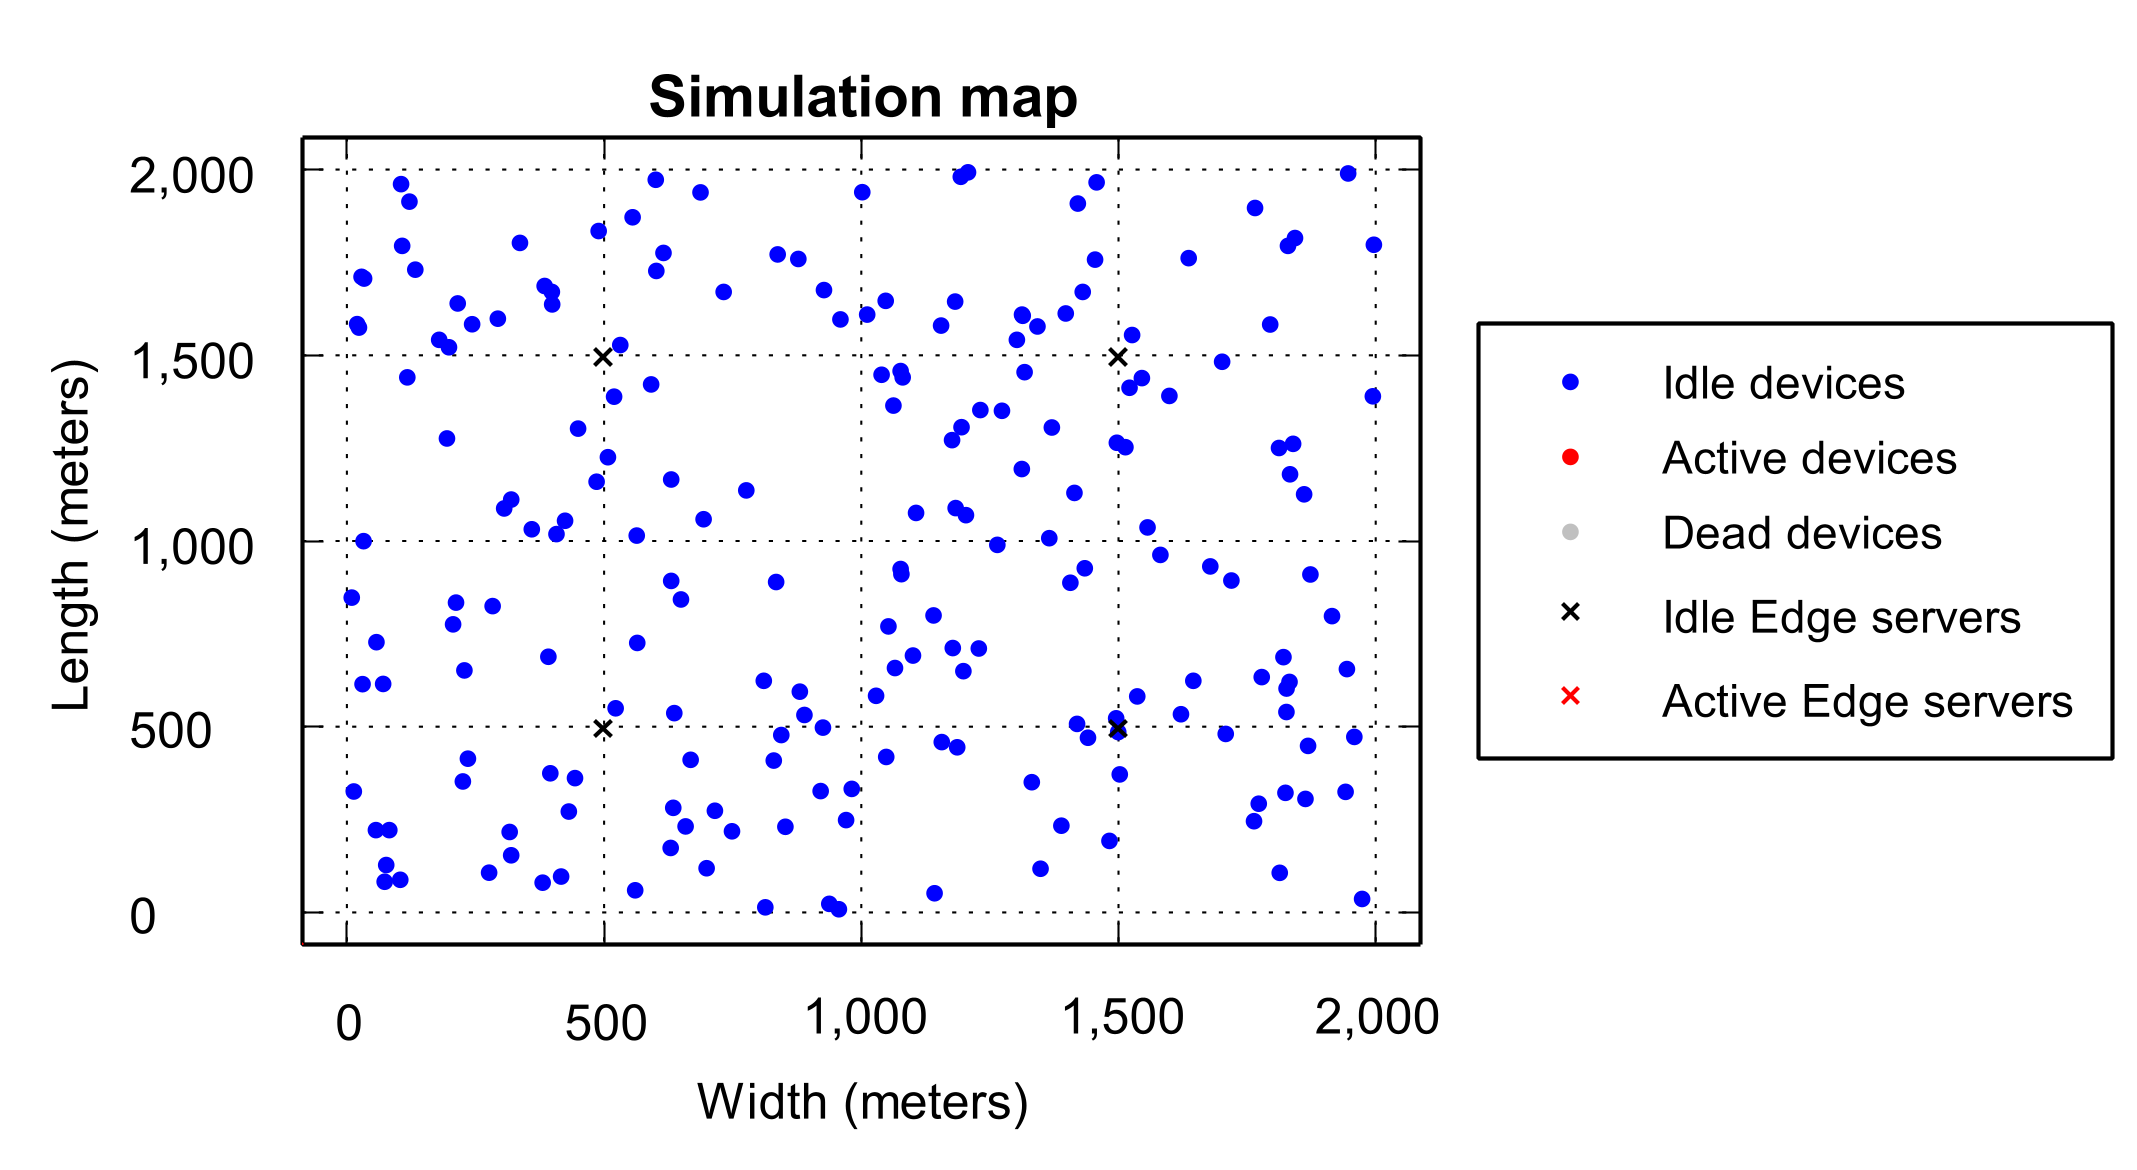 Simulation map
2,000
1,500
1,000
500
0
Length (meters)
0
500
1,000
1,500
2,000
Width (meters)
Idle devices
Active devices
Dead devices
Idle Edge servers
Active Edge servers